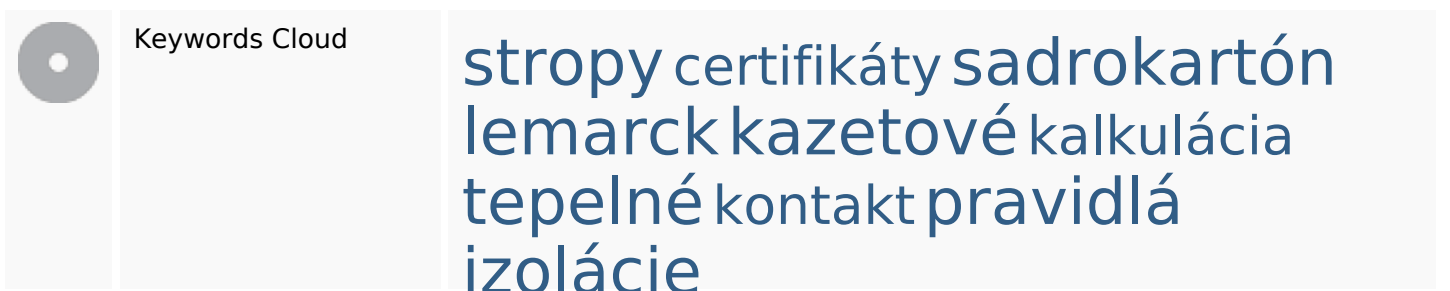 Keywords Cloud
stropy certifikáty sadrokartón
lemarck kazetové kalkulácia
tepelné kontakt pravidlá
izolácie